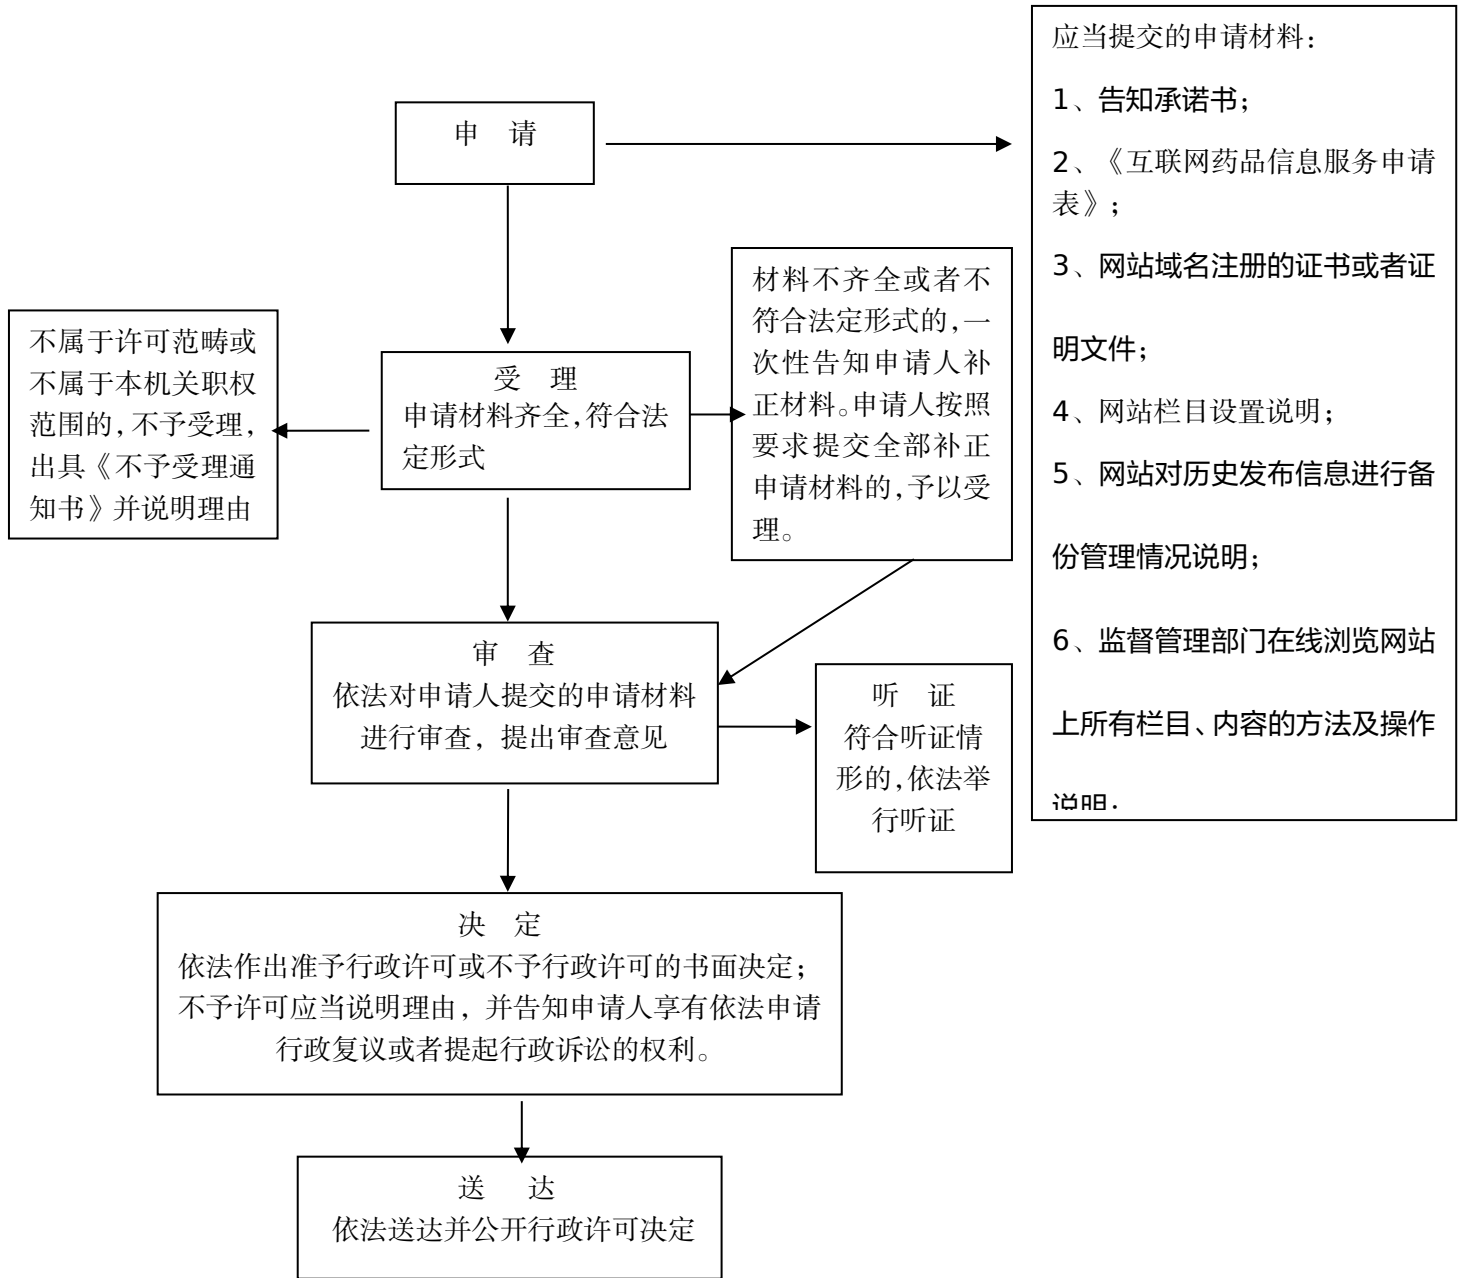 申 请
应当提交的申请材料：
1、告知承诺书；
2、《互联网药品信息服务申请
表》；
3、网站域名注册的证书或者证
明文件；
4、网站栏目设置说明；
5、网站对历史发布信息进行备
份管理情况说明；
6、监督管理部门在线浏览网站
上所有栏目、内容的方法及操作
说明；
不属于许可范畴或
不属于本机关职权
范围的，不予受理，
出具《不予受理通
知书》并说明理由
受 理
申请材料齐全，符合法
定形式
材料不齐全或者不
符合法定形式的，一
次性告知申请人补
正材料。申请人按照
要求提交全部补正
申请材料的，予以受
理。
审 查
依法对申请人提交的申请材料
进行审查，提出审查意见
听 证
符合听证情
形的，依法举
行听证
决 定
依法作出准予行政许可或不予行政许可的书面决定；
不予许可应当说明理由，并告知申请人享有依法申请
行政复议或者提起行政诉讼的权利。
送 达
依法送达并公开行政许可决定